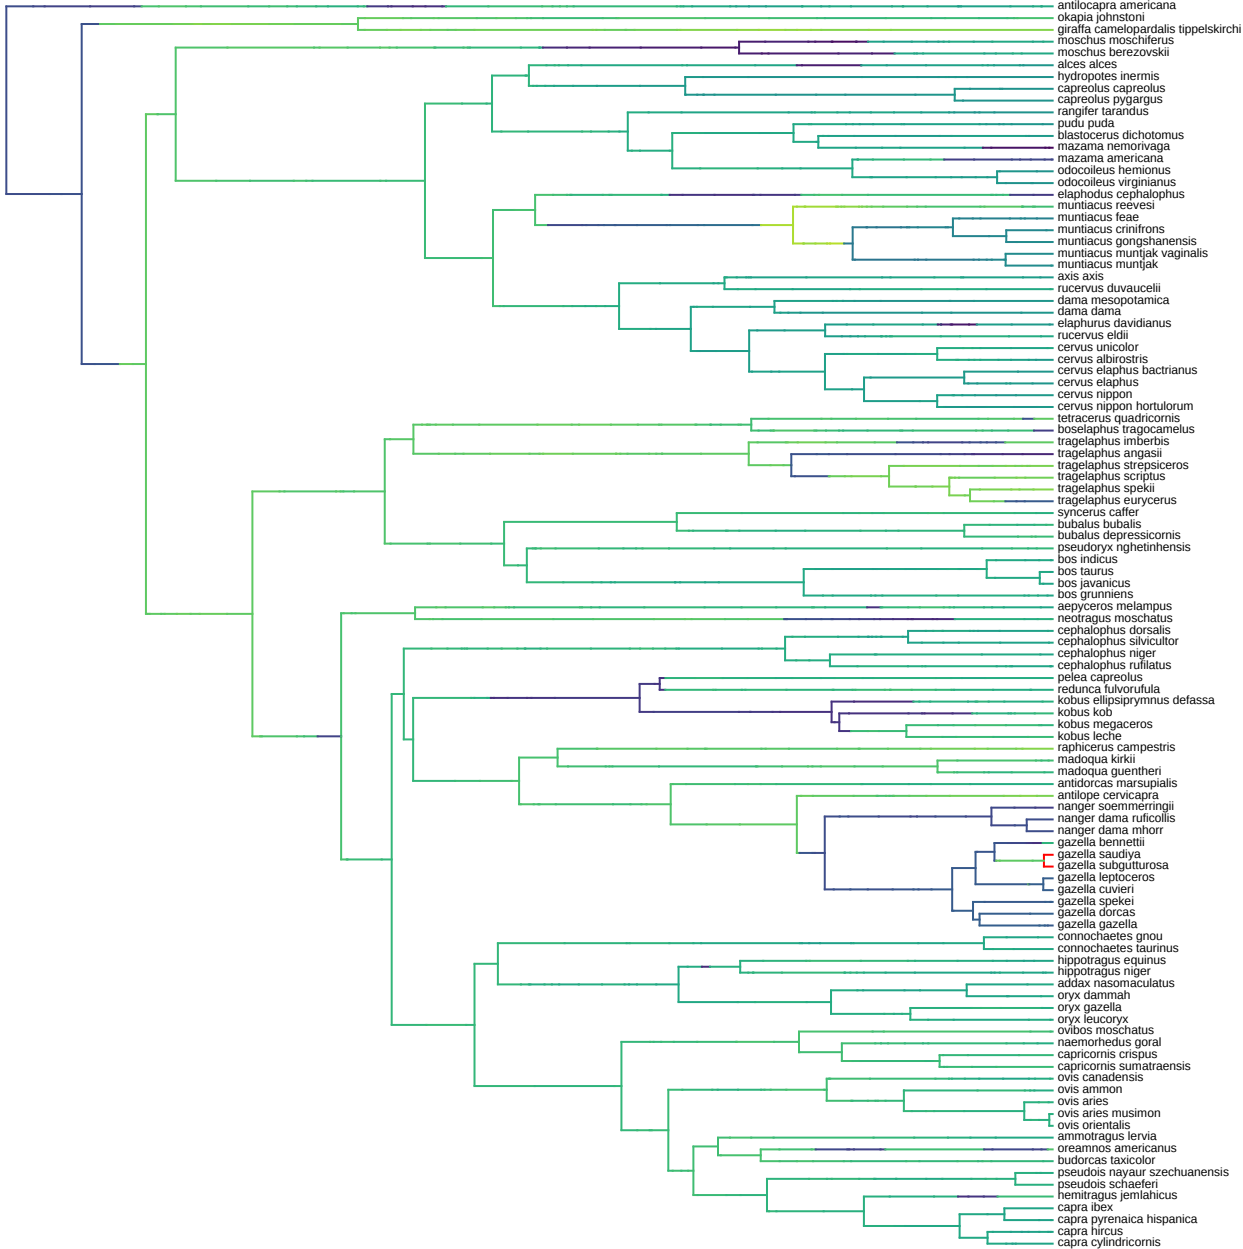 antilocapra americana
okapia johnstoni
giraffa camelopardalis tippelskirchi
moschus moschiferus
moschus berezovskii
alces alces
hydropotes inermis
capreolus capreolus
capreolus pygargus
rangifer tarandus
pudu puda
blastocerus dichotomus
mazama nemorivaga
mazama americana
odocoileus hemionus
odocoileus virginianus
elaphodus cephalophus
muntiacus reevesi
muntiacus feae
muntiacus crinifrons
muntiacus gongshanensis
muntiacus muntjak vaginalis
muntiacus muntjak
axis axis
rucervus duvaucelii
dama mesopotamica
dama dama
elaphurus davidianus
rucervus eldii
cervus unicolor
cervus albirostris
cervus elaphus bactrianus
cervus elaphus
cervus nippon
cervus nippon hortulorum
tetracerus quadricornis
boselaphus tragocamelus
tragelaphus imberbis
tragelaphus angasii
tragelaphus strepsiceros
tragelaphus scriptus
tragelaphus spekii
tragelaphus eurycerus
syncerus caffer
bubalus bubalis
bubalus depressicornis
pseudoryx nghetinhensis
bos indicus
bos taurus
bos javanicus
bos grunniens
aepyceros melampus
neotragus moschatus
cephalophus dorsalis
cephalophus silvicultor
cephalophus niger
cephalophus rufilatus
pelea capreolus
redunca fulvorufula
kobus ellipsiprymnus defassa
kobus kob
kobus megaceros
kobus leche
raphicerus campestris
madoqua kirkii
madoqua guentheri
antidorcas marsupialis
antilope cervicapra
nanger soemmerringii
nanger dama ruficollis
nanger dama mhorr
gazella bennettii
gazella saudiya
gazella subgutturosa
gazella leptoceros
gazella cuvieri
gazella spekei
gazella dorcas
gazella gazella
connochaetes gnou
connochaetes taurinus
hippotragus equinus
hippotragus niger
addax nasomaculatus
oryx dammah
oryx gazella
oryx leucoryx
ovibos moschatus
naemorhedus goral
capricornis crispus
capricornis sumatraensis
ovis canadensis
ovis ammon
ovis aries
ovis aries musimon
ovis orientalis
ammotragus lervia
oreamnos americanus
budorcas taxicolor
pseudois nayaur szechuanensis
pseudois schaeferi
hemitragus jemlahicus
capra ibex
capra pyrenaica hispanica
capra hircus
capra cylindricornis